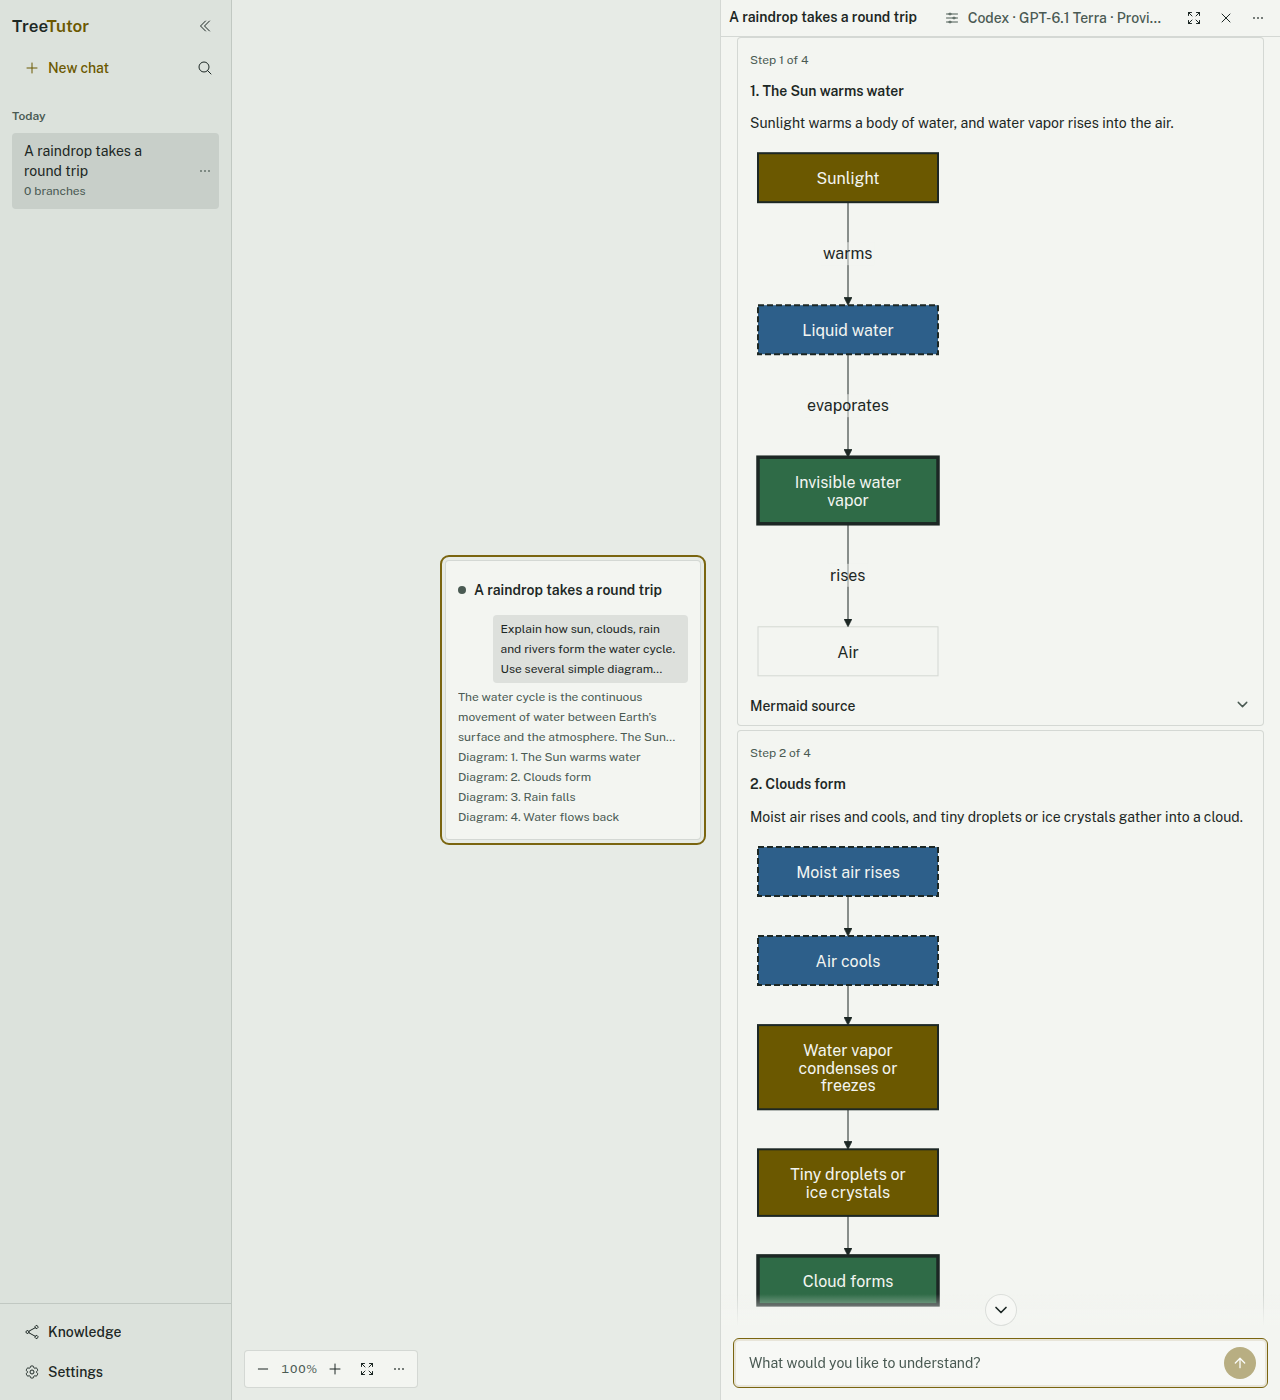 TreeTutor
New chat
Today
A raindrop takes a
round trip
0 branches
Knowledge
Settings
A raindrop takes a round trip
Explain how sun, clouds, rain
and rivers form the water cycle.
Use several simple diagram...
The water cycle is the continuous
movement of water between Earth's
surface and the atmosphere. The Sun...
Diagram: 1. The Sun warms water
Diagram: 2. Clouds form
Diagram: 3. Rain falls
Diagram: 4. Water flows back
100%
A raindrop takes a round trip
Codex · GPT-6.1 Terra · Provi...
Step 1 of 4
1. The Sun warms water
Sunlight warms a body of water, and water vapor rises into the air.
Sunlight
warms
Liquid water
evaporates
Invisible water
vapor
rises
Air
Mermaid source
Step 2 of 4
2. Clouds form
Moist air rises and cools, and tiny droplets or ice crystals gather into a cloud.
Moist air rises
Air cools
Water vapor
condenses or
freezes
Tiny droplets or
ice crystals
Cloud forms
What would you like to understand?